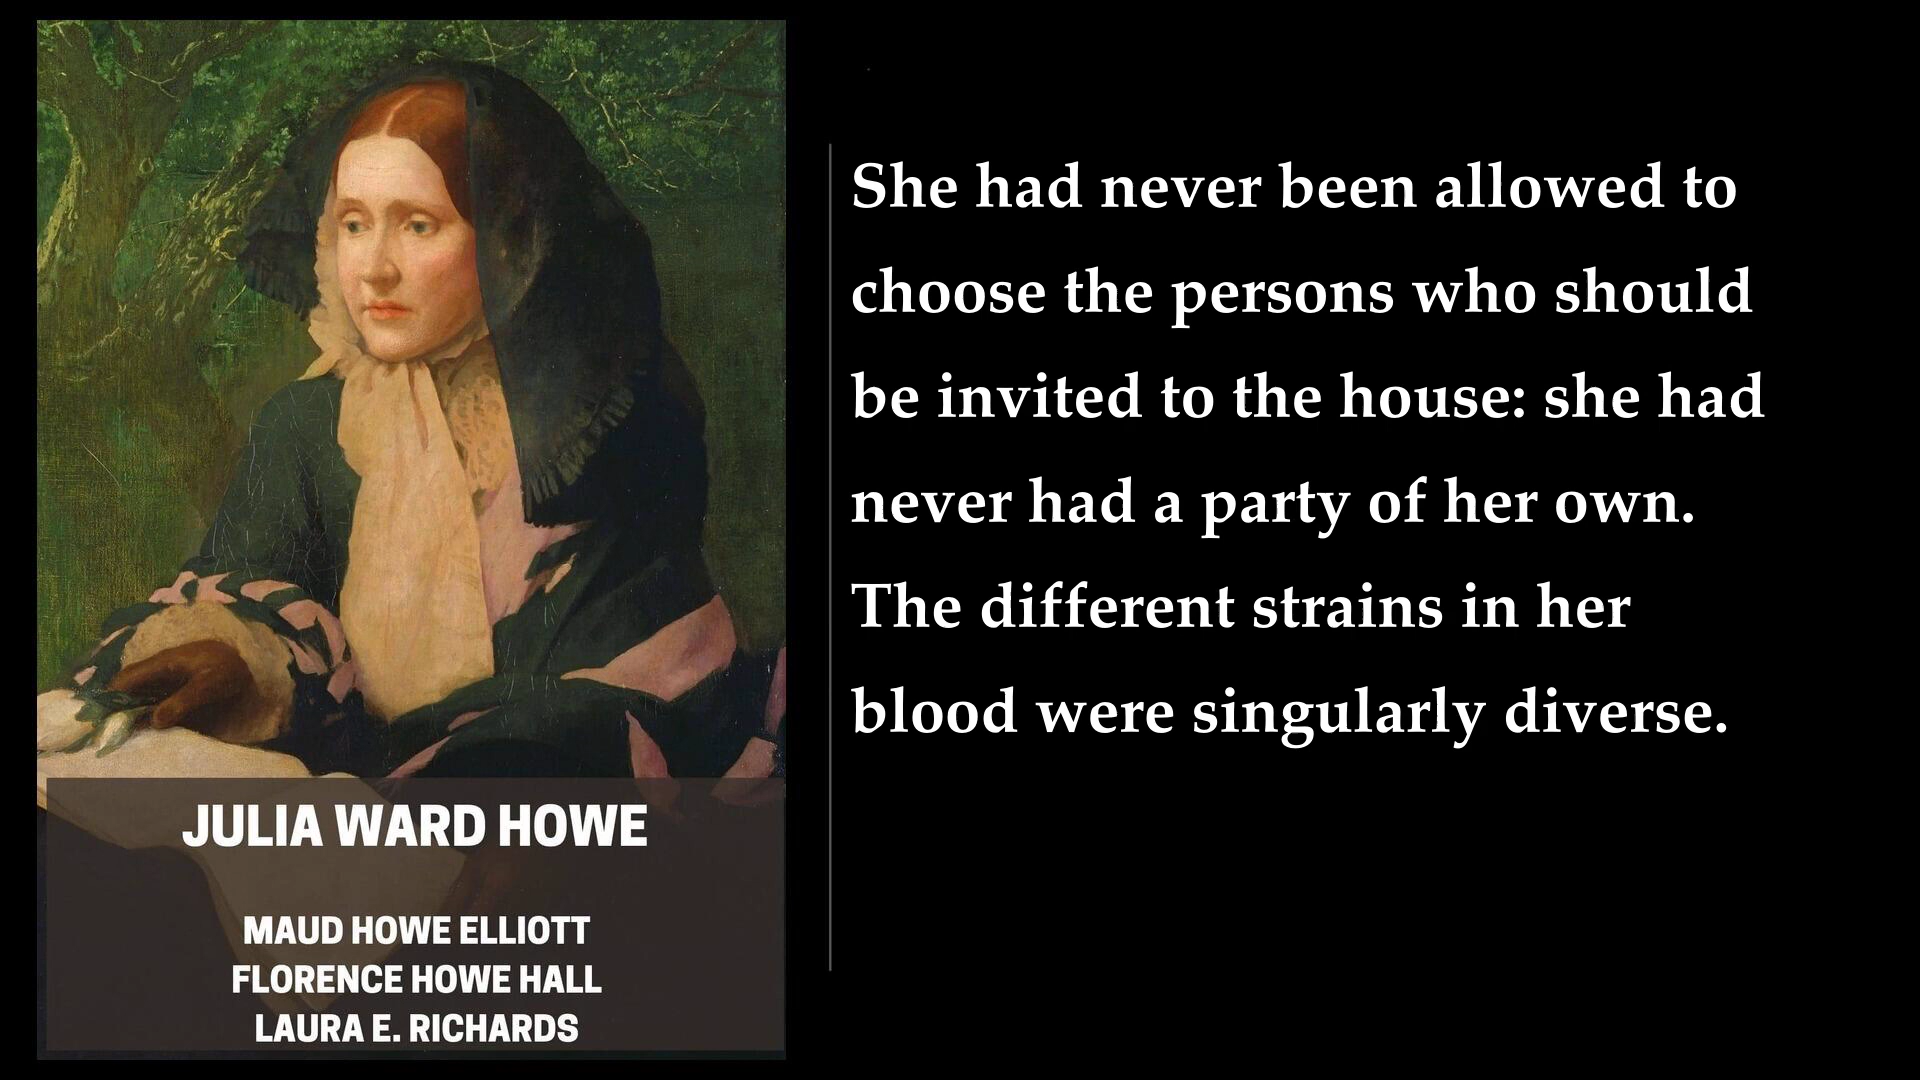 JULIA WARD HOWE
MAUD HOWE ELLIOTT
FLORENCE HOWE HALL
LAURA E. RICHARDS
She had never been allowed to
choose the persons who should
be invited to the house: she had
never had a party of her own.
The different strains in her
blood were singularly diverse.